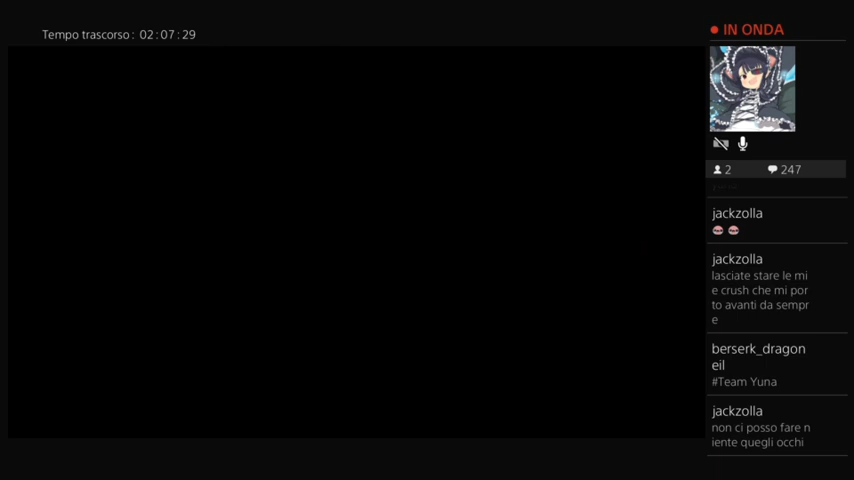 Tempo trascorso: 02:07:29
IN ONDA
2 247
jackzolla
jackzolla
lasciate stare le mi
e crush che mi por
to avanti da sempr
e
berserk_dragon
eil
#Team Yuna
jackzolla
non ci posso fare n
iente quegli occhi